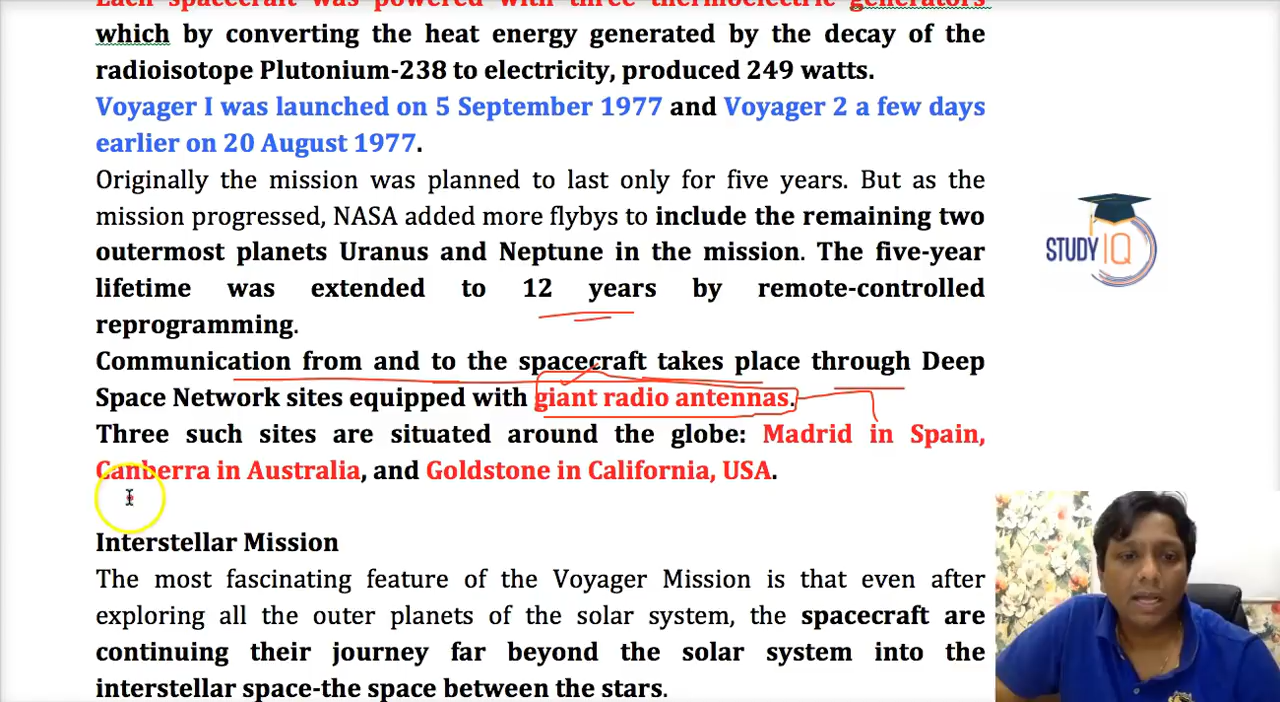 Each spacecraft was powered with three thermoelectric generators
which by converting the heat energy generated by the decay of the
radioisotope Plutonium-238 to electricity, produced 249 watts.
Voyager I was launched on 5 September 1977 and Voyager 2 a few days
earlier on 20 August 1977.
Originally the mission was planned to last only for five years. But as the
mission progressed, NASA added more flybys to include the remaining two
outermost planets Uranus and Neptune in the mission. The five-year
lifetime was extended to 12 years by remote-controlled
reprogramming.
Communication from and to the spacecraft takes place through Deep
Space Network sites equipped with giant radio antennas.
Three such sites are situated around the globe: Madrid in Spain,
Canberra in Australia, and Goldstone in California, USA.
Interstellar Mission
The most fascinating feature of the Voyager Mission is that even after
exploring all the outer planets of the solar system, the spacecraft are
continuing their journey far beyond the solar system into the
interstellar space-the space between the stars.
STUDY IQ